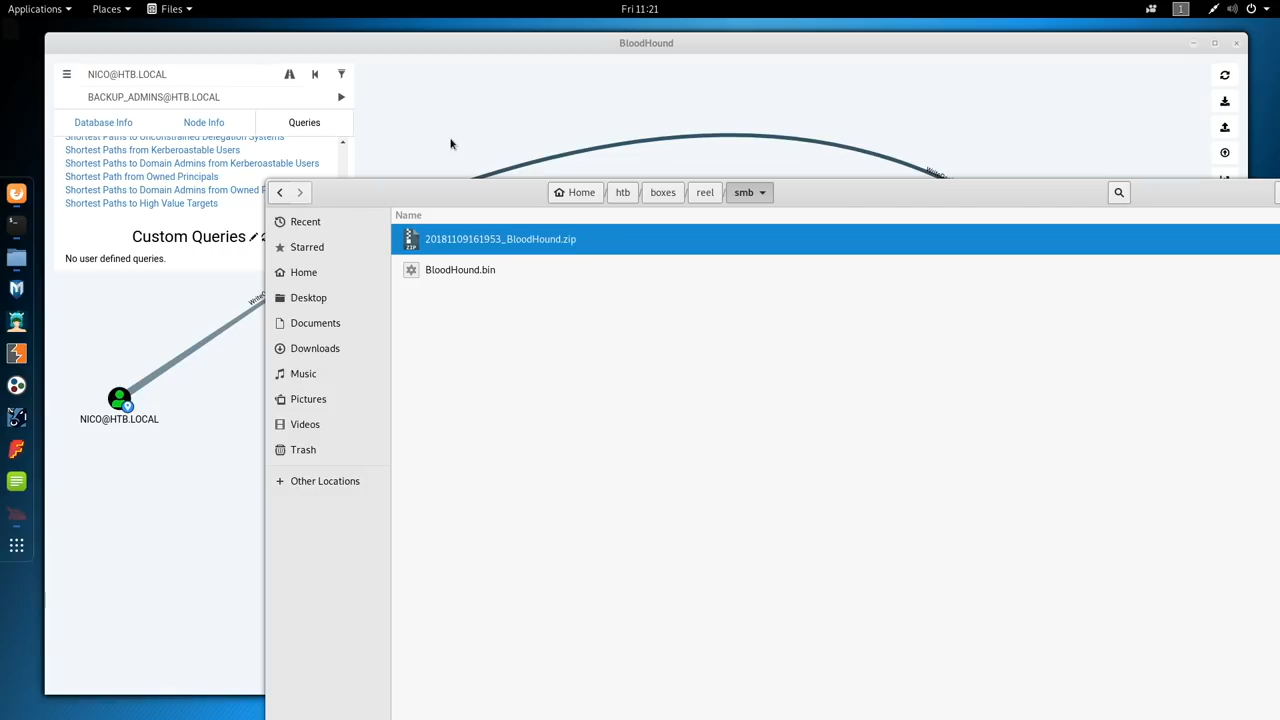 Applications Places Files Fri 11:21 1
BloodHound
NICO@HTB.LOCAL
BACKUP_ADMINS@HTB.LOCAL
Database Info Node Info Queries
Shortest Paths to Unconstrained Delegation Systems
Shortest Paths from Kerberoastable Users
Shortest Paths to Domain Admins from Kerberoastable Users
Shortest Path from Owned Principals
Shortest Paths to Domain Admins from Owned P
Shortest Paths to High Value Targets
Custom Queries
No user defined queries.
NICO@HTB.LOCAL
Home htb boxes reel smb
Name
Recent
Starred
Home
Desktop
Documents
Downloads
Music
Pictures
Videos
Trash
+ Other Locations
ZIP 20181109161953_BloodHound.zip
BloodHound.bin